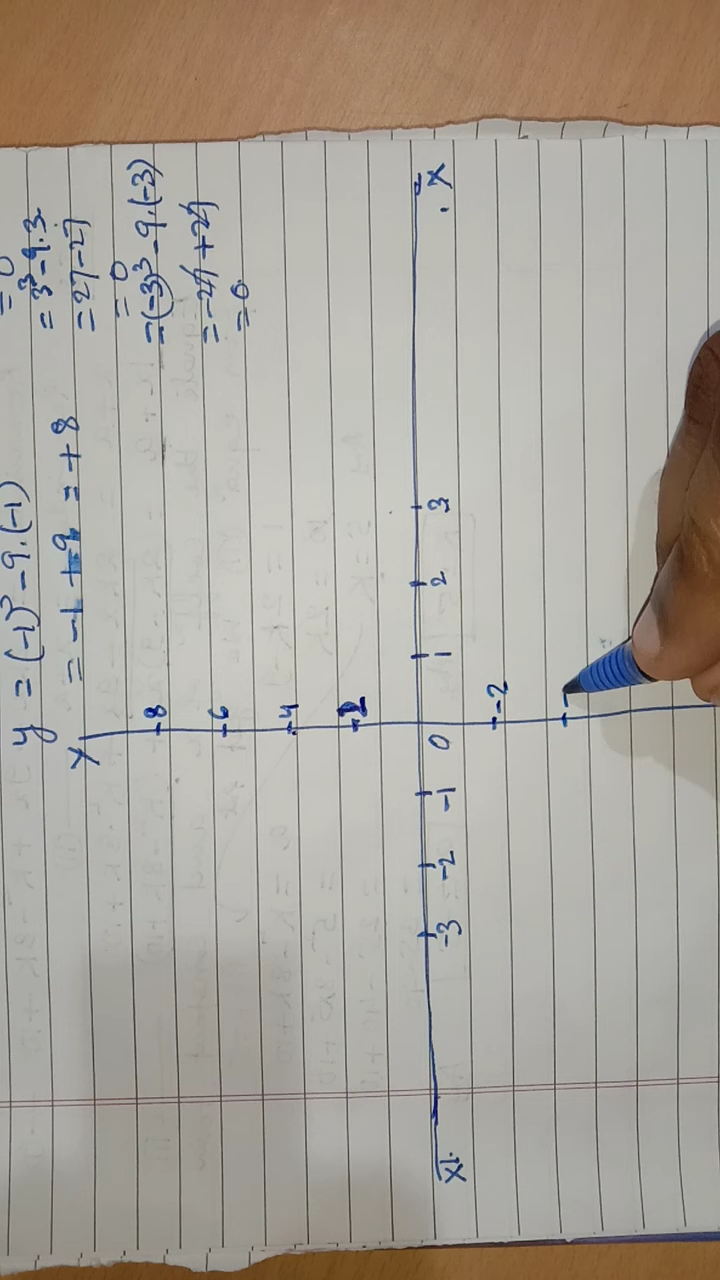 y = (-1)³ - 9.(-1)
= -1 + 9 = +8
= 0
= 3³ - 9.3
= 27 - 27
= 0
= (-3)³ - 9.(-3)
= -27 + 27
= 0
Y
8
6
4
2
X' -3 -2 -1 0 1 2 3 X
-2
-